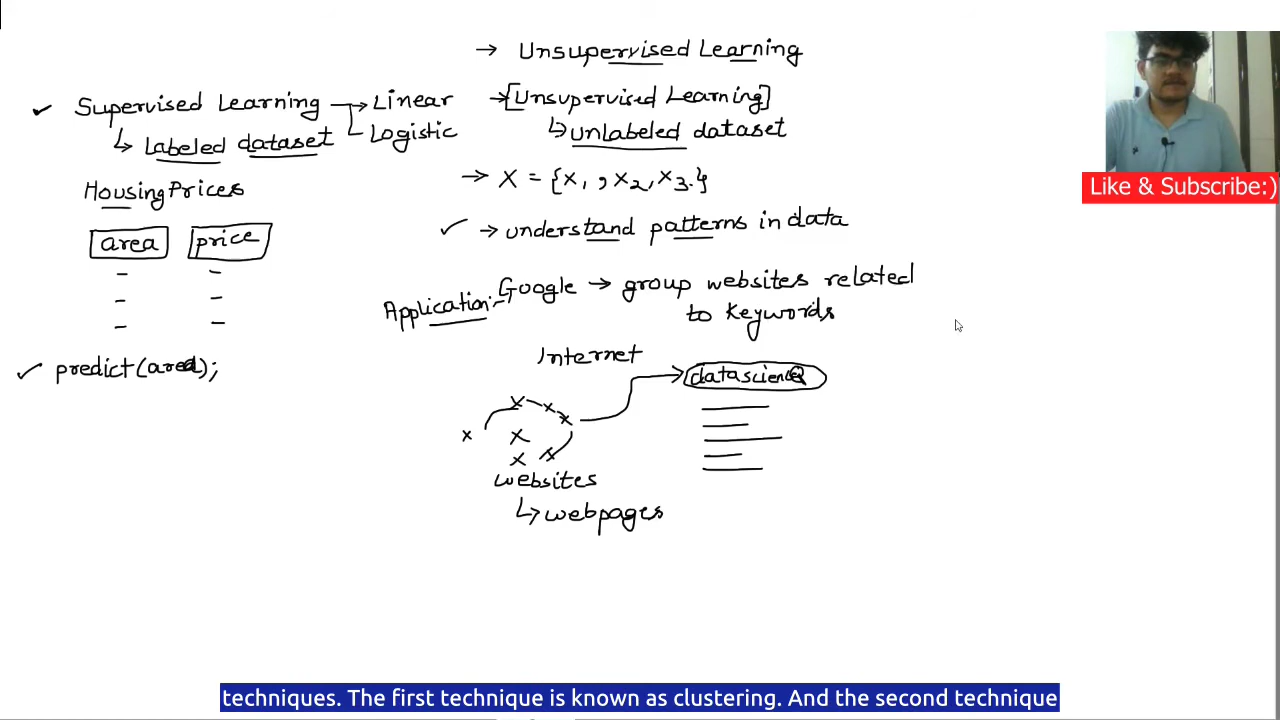 → Unsupervised Learning
✓ Supervised Learning → Linear
Logistic
↳ Labeled dataset
Housing Prices
area price
predict(area);
→ [Unsupervised Learning]
↳ unlabeled dataset
→ X = {x₁, x₂, x₃.}
✓ → understand patterns in data
Application:- Google → group websites related
to keywords
Internet
datascience
websites
↳ webpages
Like & Subscribe:)
techniques. The first technique is known as clustering. And the second technique